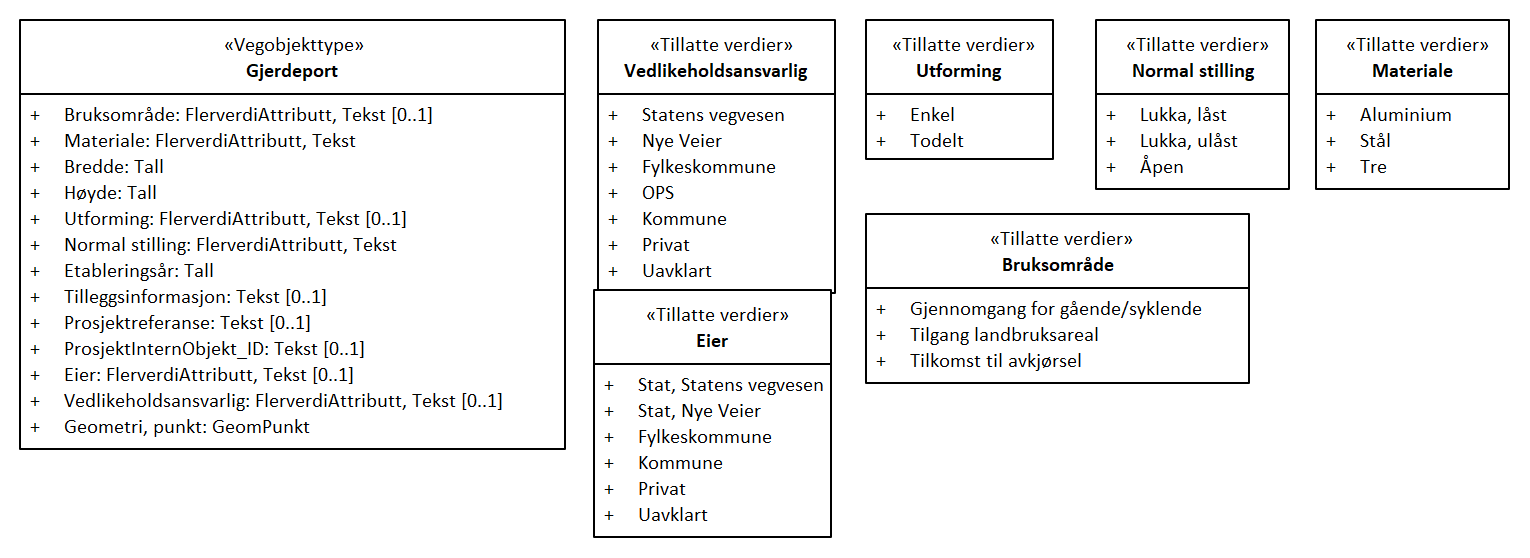 «Vegobjekttype»
Gjerdeport
+ Bruksområde: FlerverdiAttributt, Tekst [0..1]
+ Materiale: FlerverdiAttributt, Tekst
+ Bredde: Tall
+ Høyde: Tall
+ Utforming: FlerverdiAttributt, Tekst [0..1]
+ Normal stilling: FlerverdiAttributt, Tekst
+ Etableringsår: Tall
+ Tilleggsinformasjon: Tekst [0..1]
+ Prosjektreferanse: Tekst [0..1]
+ ProsjektInternObjekt_ID: Tekst [0..1]
+ Eier: FlerverdiAttributt, Tekst [0..1]
+ Vedlikeholdsansvarlig: FlerverdiAttributt, Tekst [0..1]
+ Geometri, punkt: GeomPunkt
«Tillatte verdier»
Vedlikeholdsansvarlig
+ Statens vegvesen
+ Nye Veier
+ Fylkeskommune
+ OPS
+ Kommune
+ Privat
+ Uavklart
«Tillatte verdier»
Eier
+ Stat, Statens vegvesen
+ Stat, Nye Veier
+ Fylkeskommune
+ Kommune
+ Privat
+ Uavklart
«Tillatte verdier»
Utforming
+ Enkel
+ Todelt
«Tillatte verdier»
Normal stilling
+ Lukka, låst
+ Lukka, ulåst
+ Åpen
«Tillatte verdier»
Materiale
+ Aluminium
+ Stål
+ Tre
«Tillatte verdier»
Bruksområde
+ Gjennomgang for gående/syklende
+ Tilgang landbruksareal
+ Tilkomst til avkjørsel